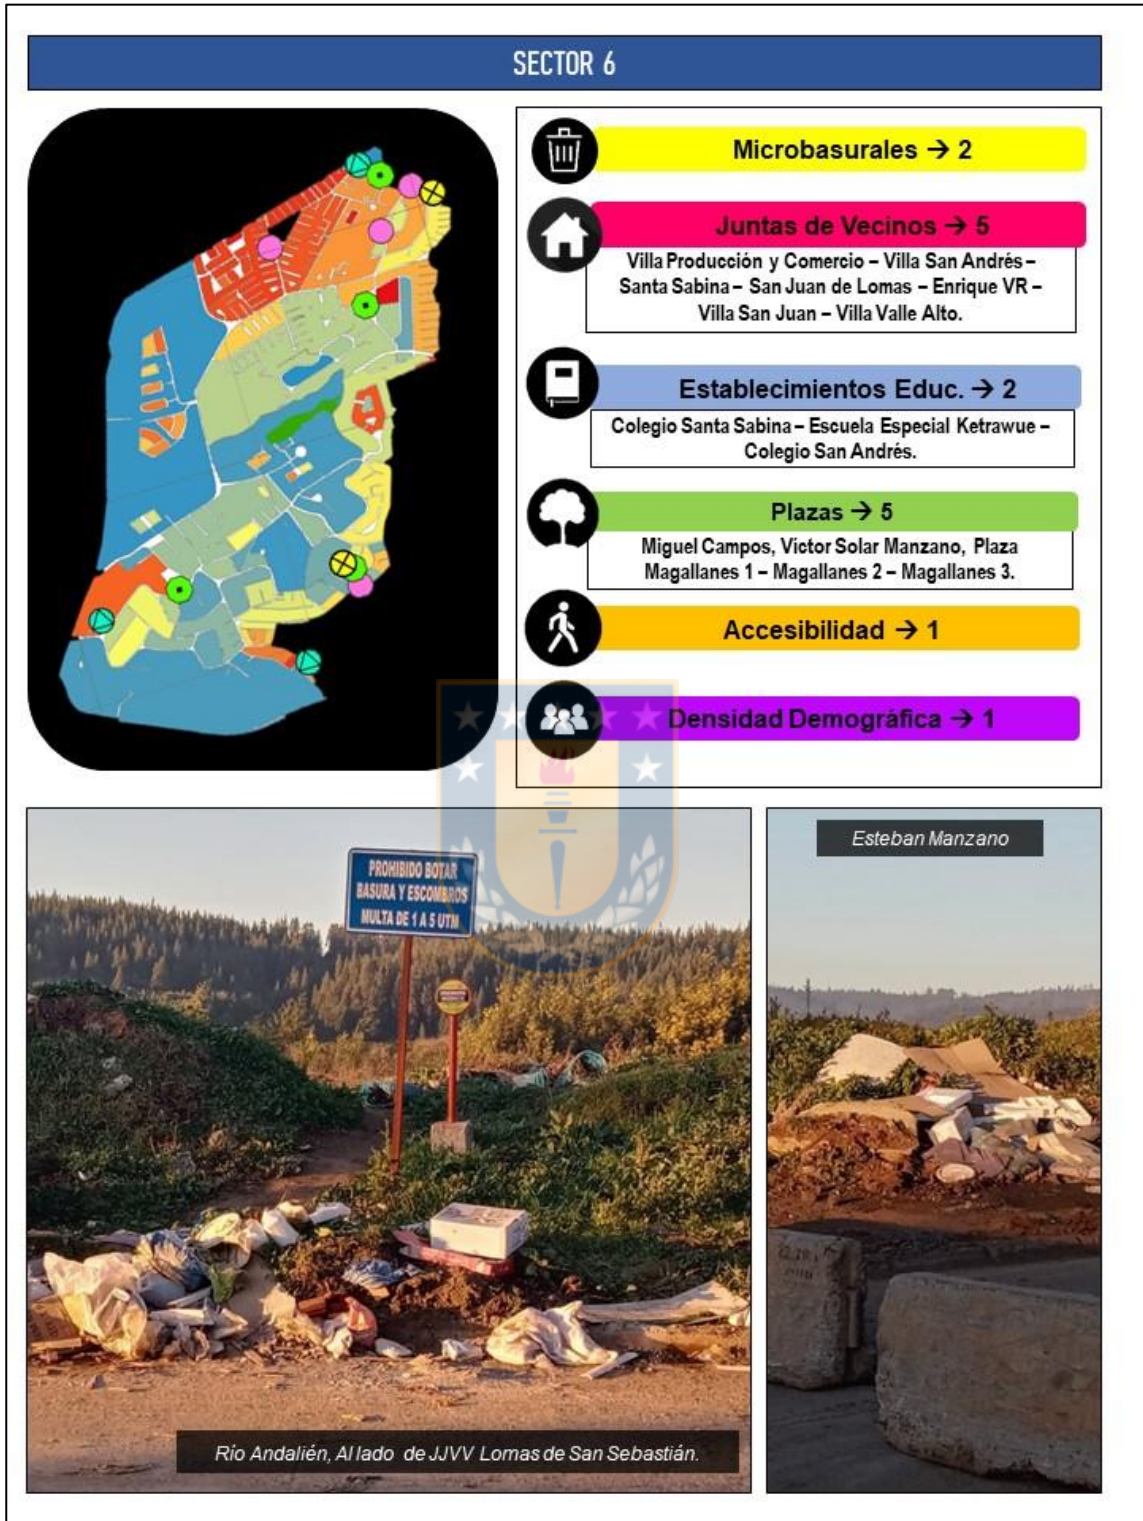 SECTOR 6
Microbasurales → 2
Juntas de Vecinos → 5
Villa Producción y Comercio – Villa San Andrés –
Santa Sabina – San Juan de Lomas – Enrique VR –
Villa San Juan – Villa Valle Alto.
Establecimientos Educ. → 2
Colegio Santa Sabina – Escuela Especial Ketrawue –
Colegio San Andrés.
Plazas → 5
Miguel Campos, Victor Solar Manzano, Plaza
Magallanes 1 – Magallanes 2 – Magallanes 3.
Accesibilidad → 1
Densidad Demográfica → 1
PROHIBIDO BOTAR
BASURA Y ESCOMBROS
MULTA DE 1 A 5 UTM
Río Andalién, Al lado de JJVV Lomas de San Sebastián.
Esteban Manzano